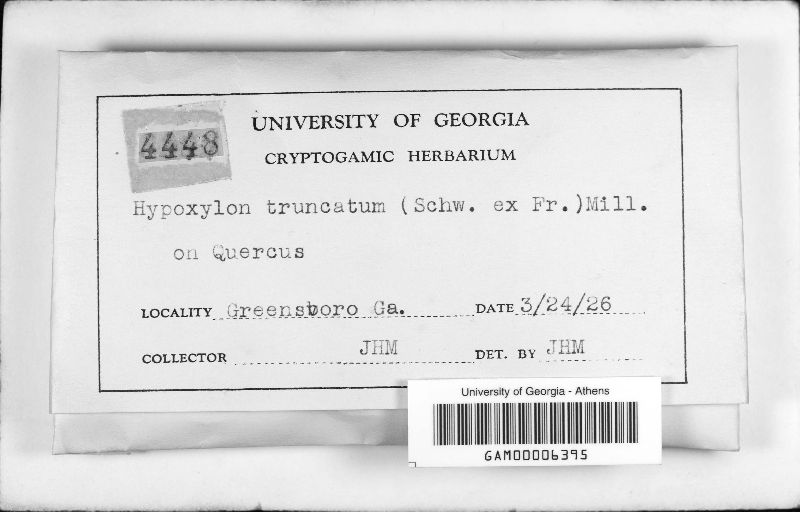 4448
UNIVERSITY OF GEORGIA
CRYPTOGAMIC HERBARIUM
Hypoxylon truncatum (Schw. ex Fr.)Mill.
on Quercus
LOCALITY Greensboro Ga. DATE 3/24/26
COLLECTOR JHM DET. BY JHM
University of Georgia - Athens
GAM00006395